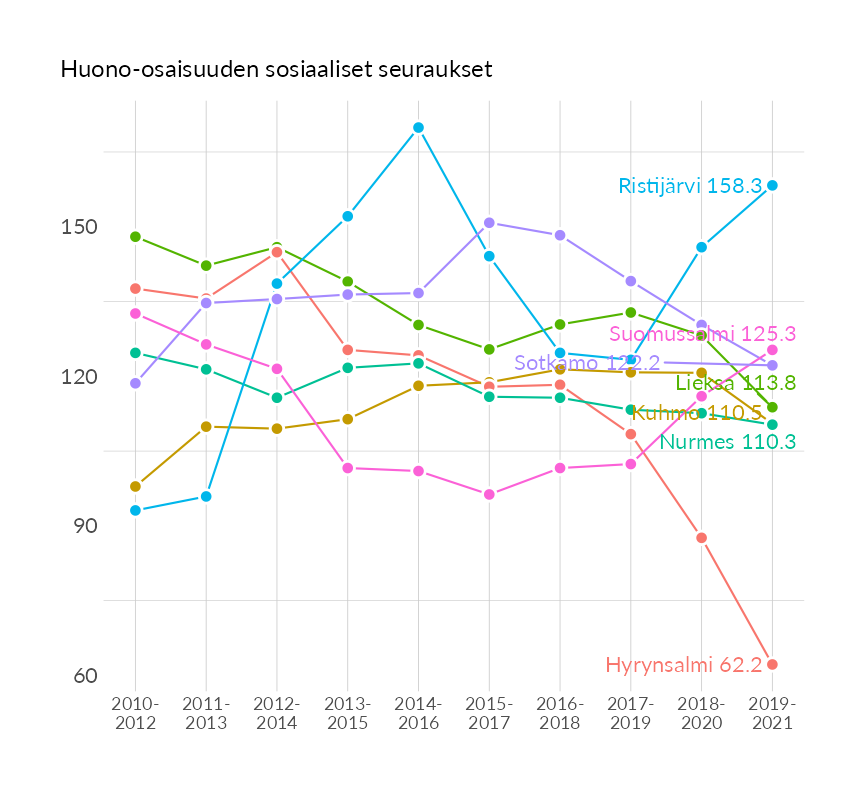 Huono-osaisuuden sosiaaliset seuraukset
Ristijärvi 158.3
150
Suomussalmi 125.3
Sotkamo 122.2
120
Lieksa 113.8
Kuhmo 110.5
Nurmes 110.3
90
Hyrynsalmi 62.2
60
2010- 2011- 2012- 2013- 2014- 2015- 2016- 2017- 2018- 2019-
2012 2013 2014 2015 2016 2017 2018 2019 2020 2021